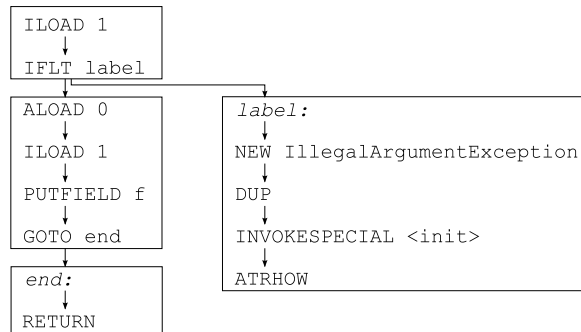 ILOAD 1
IFLT label
ALOAD 0
ILOAD 1
PUTFIELD f
GOTO end
end:
RETURN
label:
NEW IllegalArgumentException
DUP
INVOKESPECIAL <init>
ATRHOW